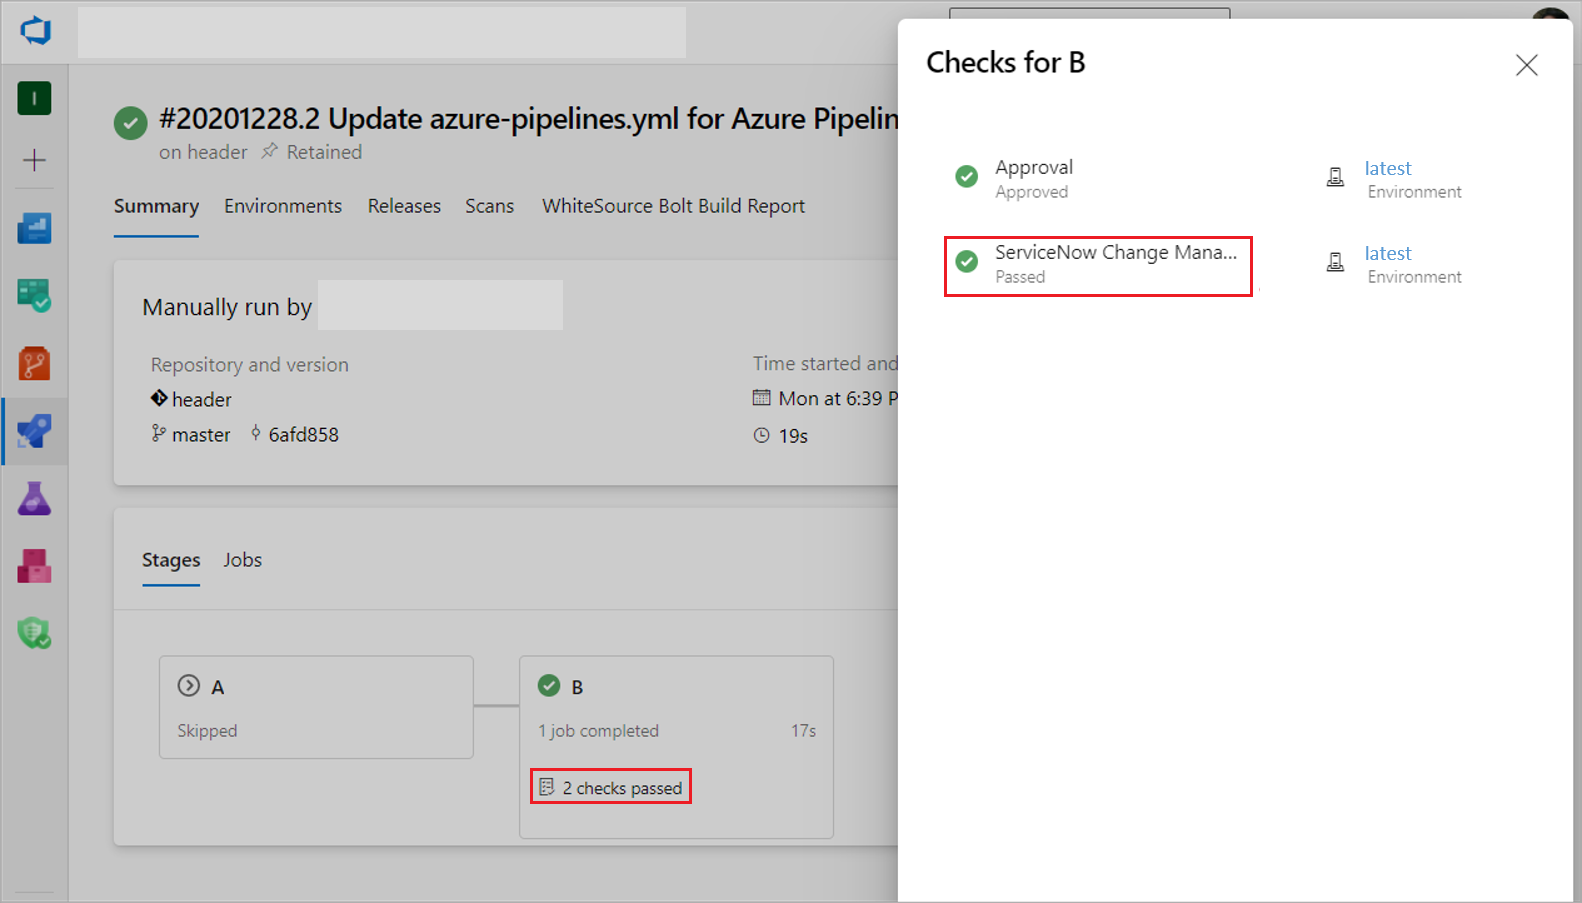 I
#20201228.2 Update azure-pipelines.yml for Azure Pipelin
on header Retained
Summary Environments Releases Scans WhiteSource Bolt Build Report
Manually run by
Repository and version
header
master 6afd858
Time started and
Mon at 6:39 P
19s
Stages Jobs
A
Skipped
B
1 job completed 17s
2 checks passed
Checks for B
Approval
Approved
latest
Environment
ServiceNow Change Mana...
Passed
latest
Environment